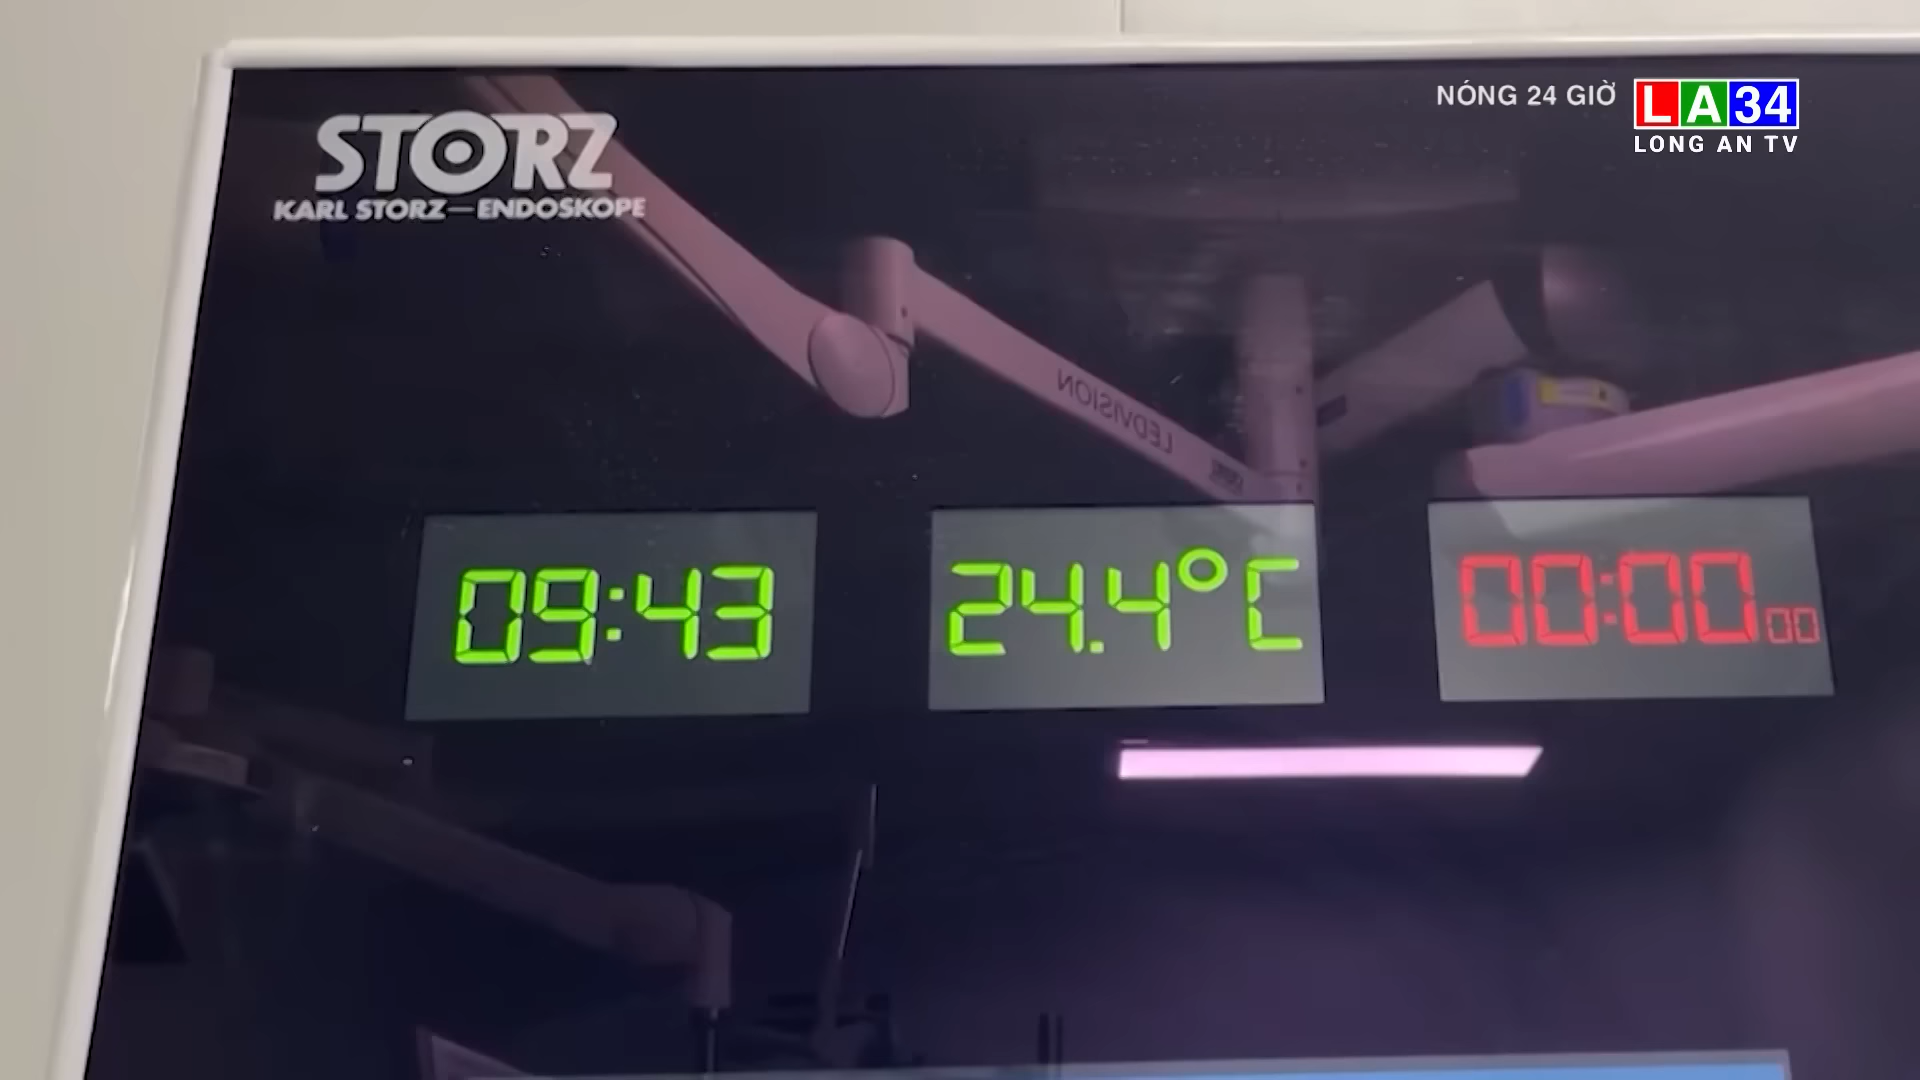 NÓNG 24 GIỜ
LA34
LONG AN TV
STORZ
KARL STORZ—ENDOSKOPE
LEDVISION
09:43
24.4°C
00:00 00